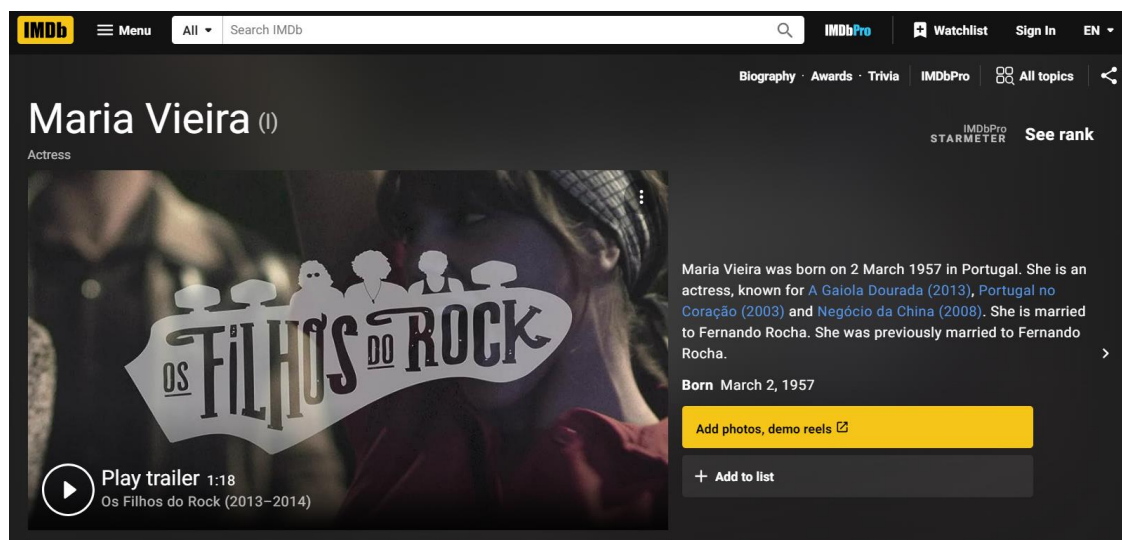 IMDb Menu All Search IMDb IMDbPro Watchlist Sign In EN
Biography · Awards · Trivia IMDbPro All topics
Maria Vieira (I)
Actress
IMDbPro
STARMETER See rank
OS FILHOS DO ROCK
Play trailer 1:18
Os Filhos do Rock (2013–2014)
Maria Vieira was born on 2 March 1957 in Portugal. She is an
actress, known for A Gaiola Dourada (2013), Portugal no
Coração (2003) and Negócio da China (2008). She is married
to Fernando Rocha. She was previously married to Fernando
Rocha.
Born March 2, 1957
Add photos, demo reels
+ Add to list